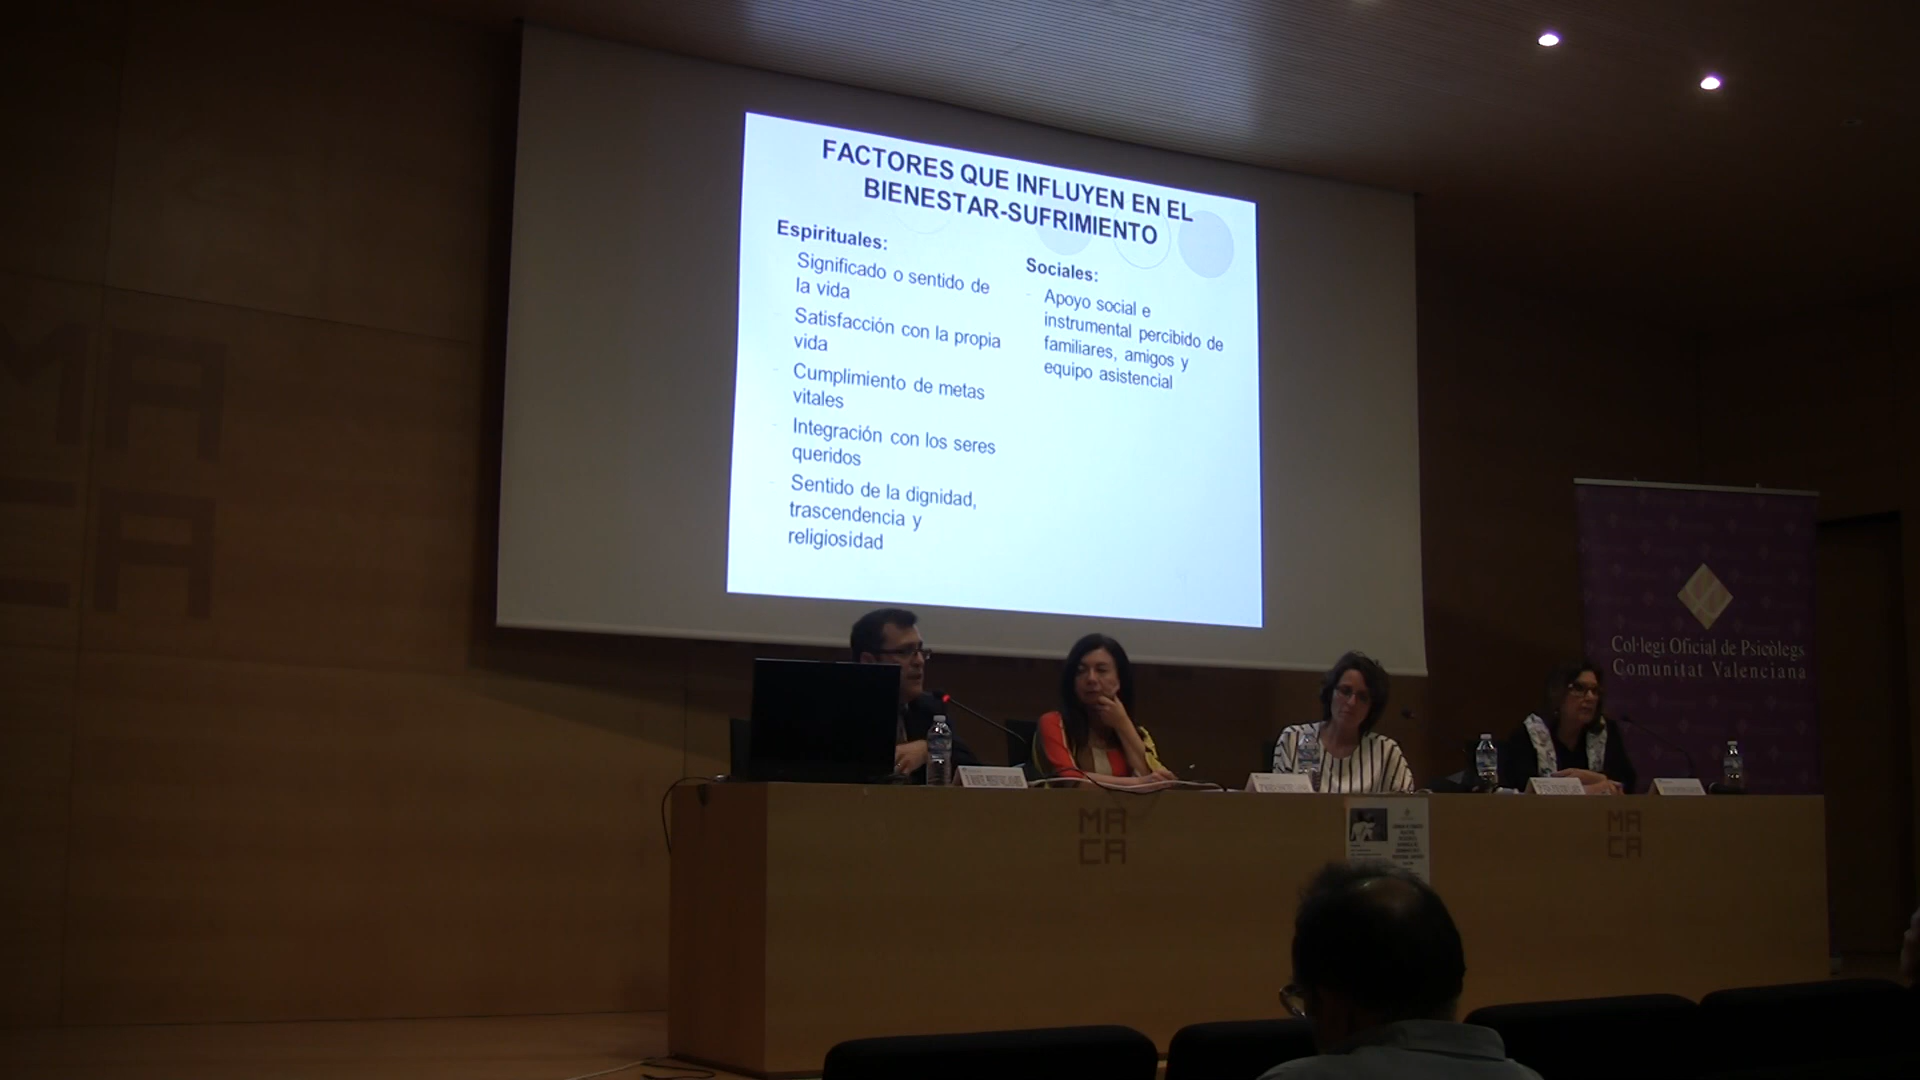 FACTORES QUE INFLUYEN EN EL
BIENESTAR-SUFRIMIENTO
Espirituales:
Significado o sentido de
la vida
Satisfacción con la propia
vida
Cumplimiento de metas
vitales
Integración con los seres
queridos
Sentido de la dignidad,
trascendencia y
religiosidad
Sociales:
Apoyo social e
instrumental percibido de
familiares, amigos y
equipo asistencial
Col·legi Oficial de Psicòlegs
Comunitat Valenciana
MA
CA
MA
CA
MA
CA